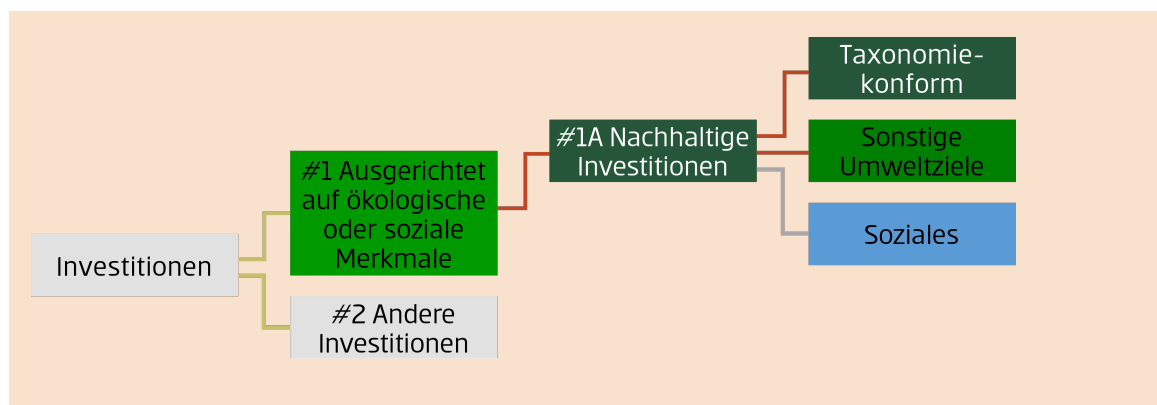 Investitionen
#1 Ausgerichtet
auf ökologische
oder soziale
Merkmale
#2 Andere
Investitionen
#1A Nachhaltige
Investitionen
Taxonomie-
konform
Sonstige
Umweltziele
Soziales